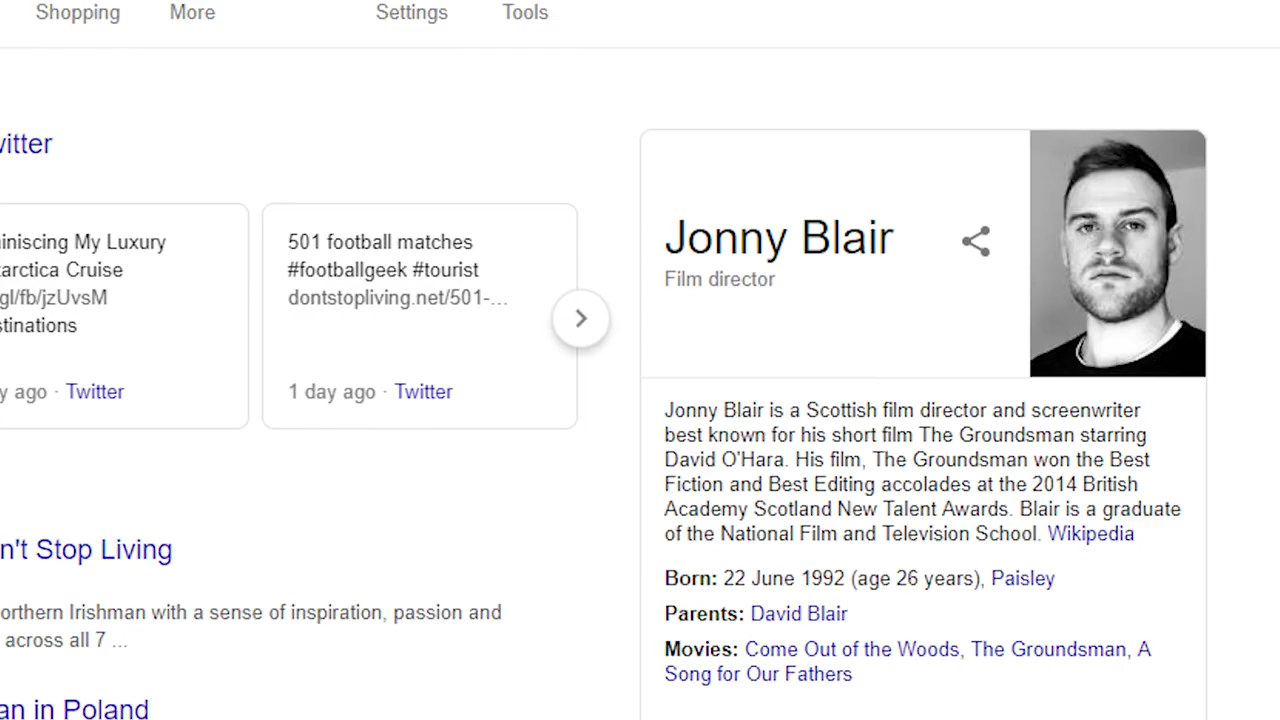 Shopping More Settings Tools
witter
iniscing My Luxury
tarctica Cruise
gl/fb/jzUvsM
stinations
y ago · Twitter
501 football matches
#footballgeek #tourist
dontstopliving.net/501-...
1 day ago · Twitter
n't Stop Living
orthern Irishman with a sense of inspiration, passion and
across all 7 ...
an in Poland
Jonny Blair
Film director
Jonny Blair is a Scottish film director and screenwriter
best known for his short film The Groundsman starring
David O'Hara. His film, The Groundsman won the Best
Fiction and Best Editing accolades at the 2014 British
Academy Scotland New Talent Awards. Blair is a graduate
of the National Film and Television School. Wikipedia
Born: 22 June 1992 (age 26 years), Paisley
Parents: David Blair
Movies: Come Out of the Woods, The Groundsman, A
Song for Our Fathers